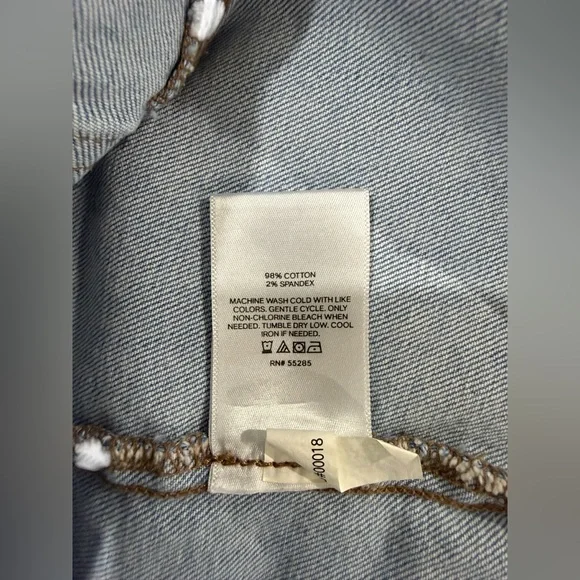 98% COTTON
2% SPANDEX
MACHINE WASH COLD WITH LIKE
COLORS. GENTLE CYCLE. ONLY
NON-CHLORINE BLEACH WHEN
NEEDED. TUMBLE DRY LOW. COOL
IRON IF NEEDED.
RN# 55285
#00018